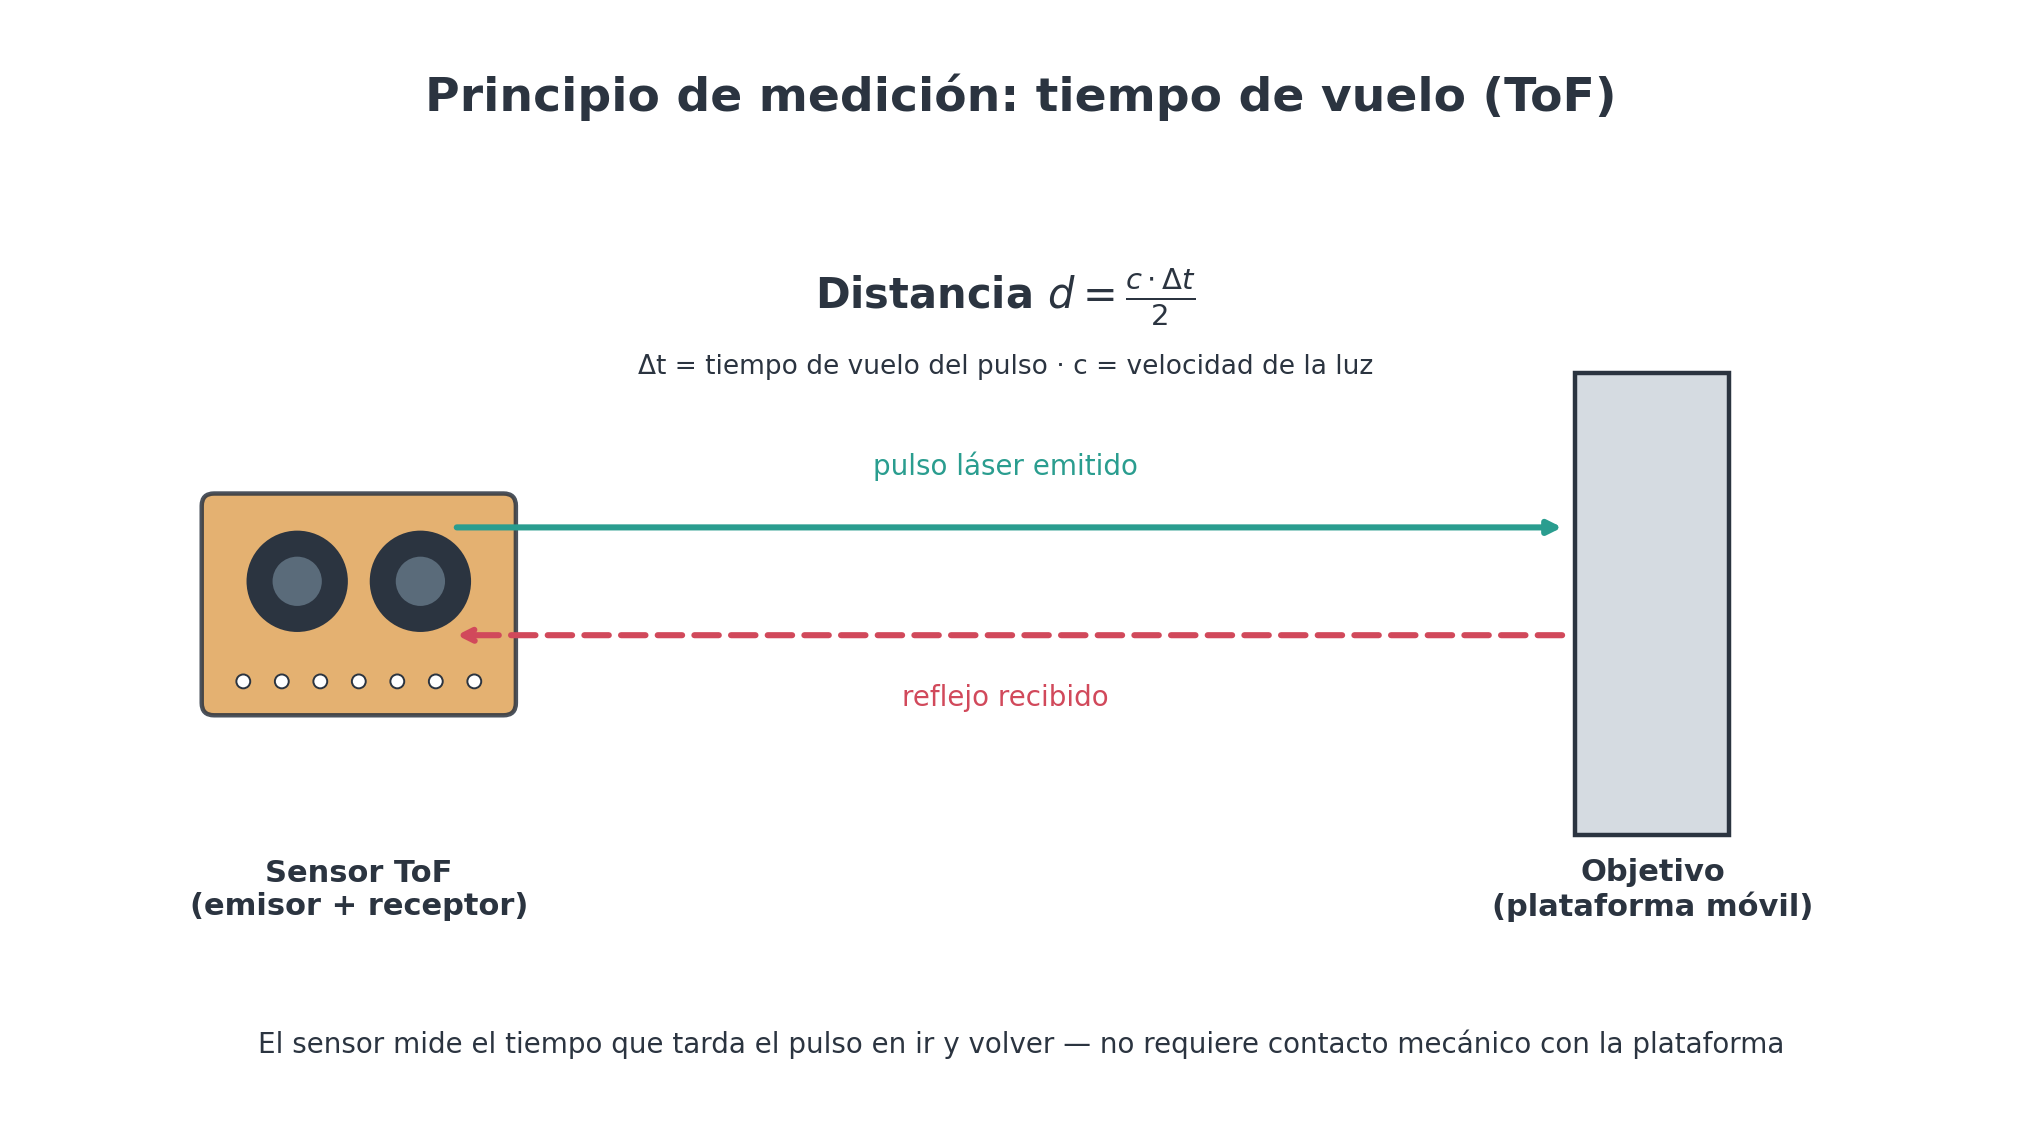 Principio de medición: tiempo de vuelo (ToF)
Distancia d = c · Δt / 2
Δt = tiempo de vuelo del pulso · c = velocidad de la luz
pulso láser emitido
reflejo recibido
Sensor ToF
(emisor + receptor)
Objetivo
(plataforma móvil)
El sensor mide el tiempo que tarda el pulso en ir y volver — no requiere contacto mecánico con la plataforma